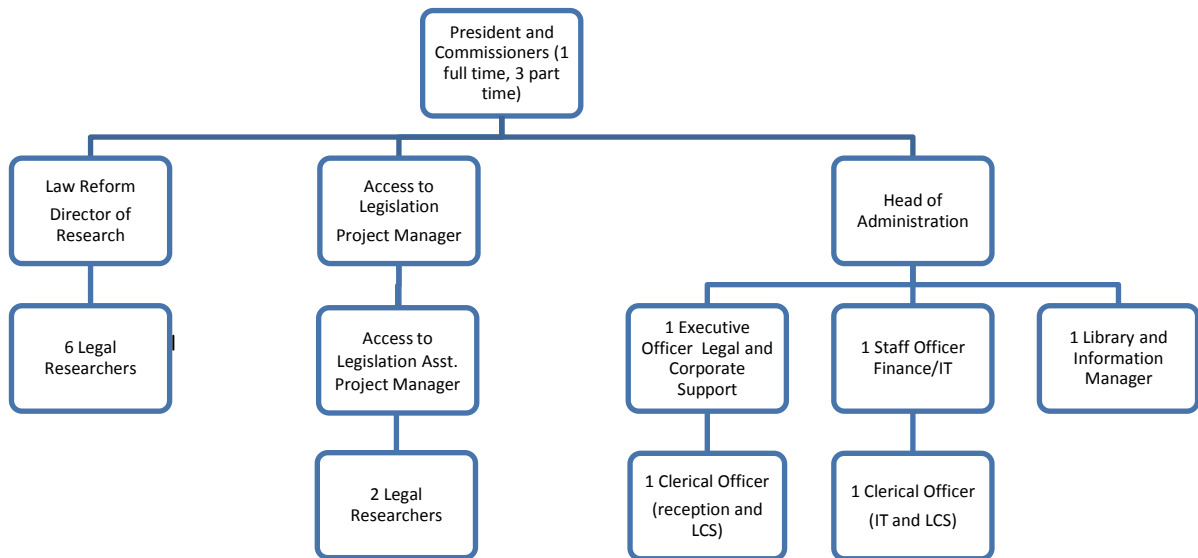 President and
Commissioners (1
full time, 3 part
time)
Law Reform
Director of
Research
Access to
Legislation
Project Manager
Head of
Administration
6 Legal
Researchers
Access to
Legislation Asst.
Project Manager
1 Executive
Officer Legal and
Corporate
Support
1 Staff Officer
Finance/IT
1 Library and
Information
Manager
2 Legal
Researchers
1 Clerical Officer
(reception and
LCS)
1 Clerical Officer
(IT and LCS)